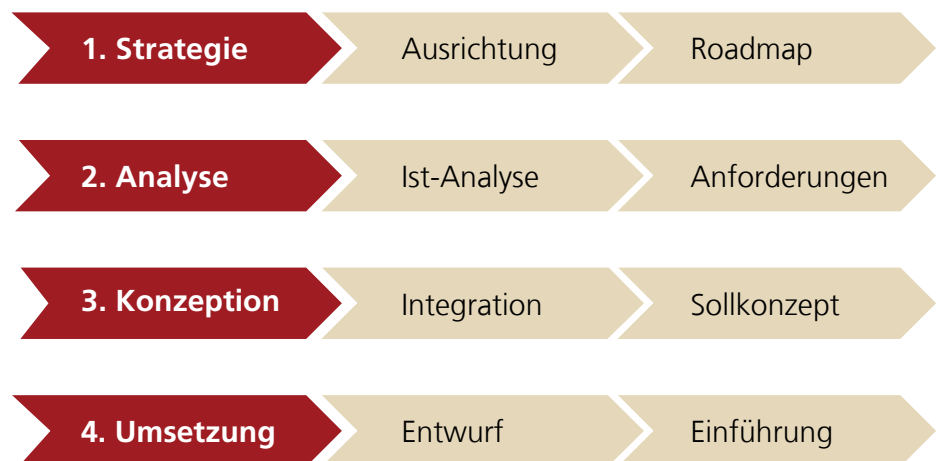 1. Strategie Ausrichtung Roadmap
2. Analyse Ist-Analyse Anforderungen
3. Konzeption Integration Sollkonzept
4. Umsetzung Entwurf Einführung